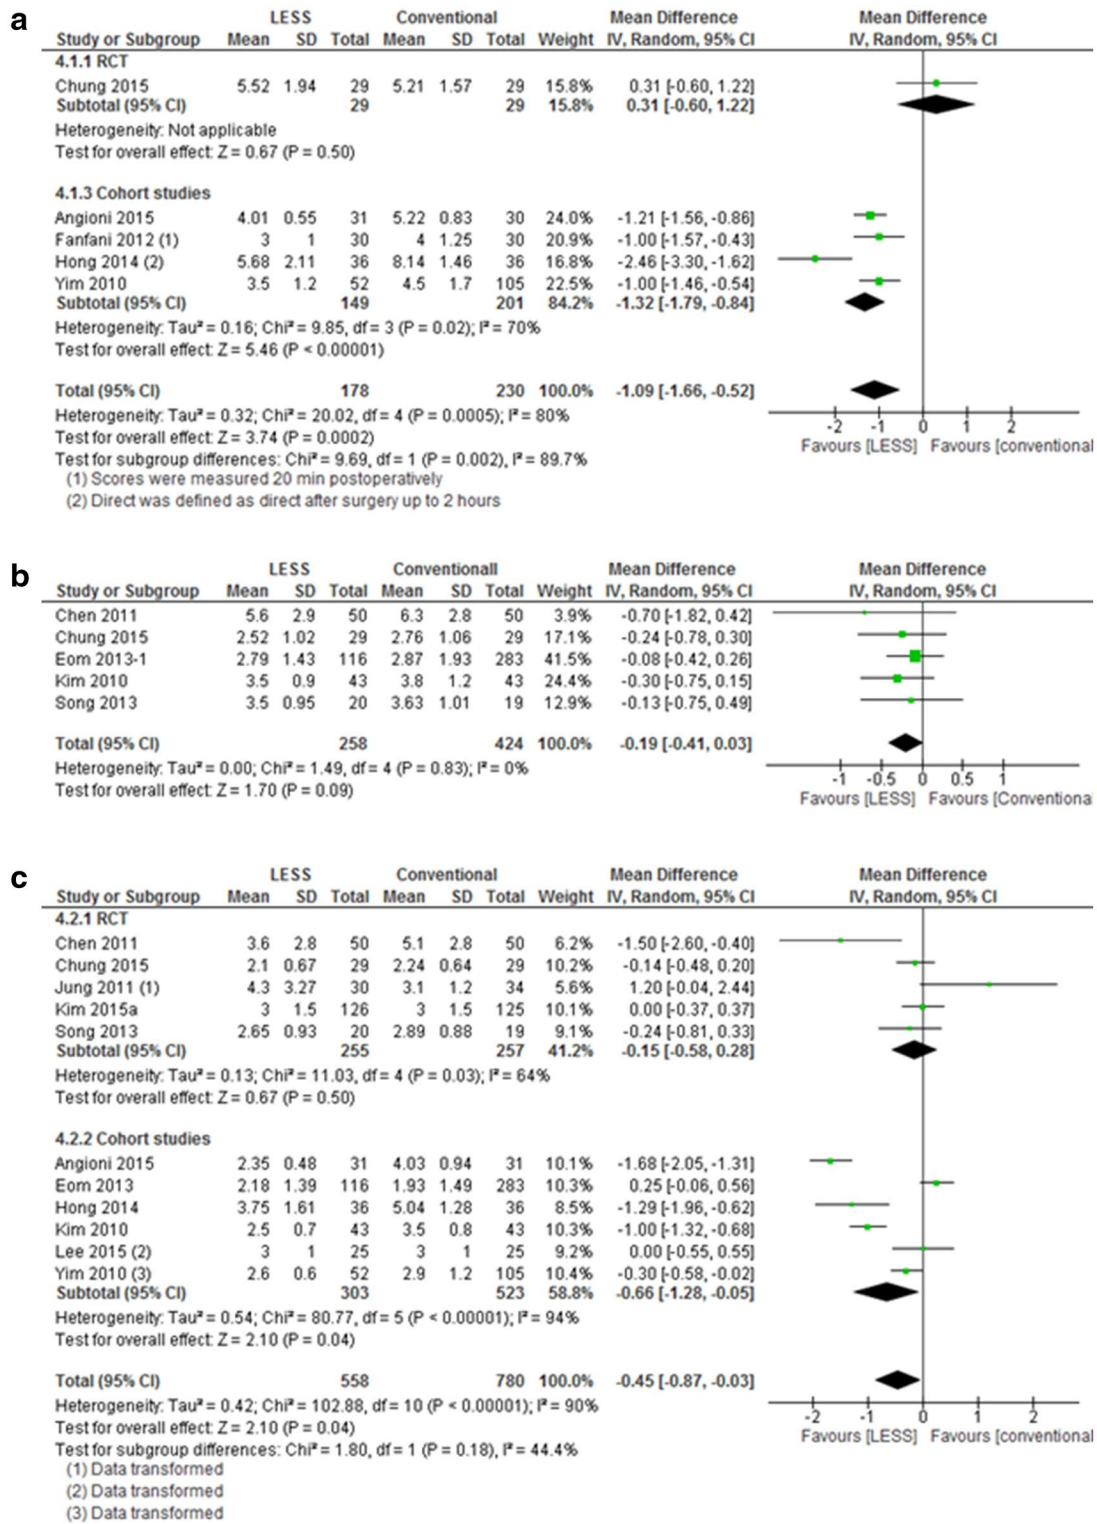 a
LESS Conventional Mean Difference Mean Difference
Study or Subgroup Mean SD Total Mean SD Total Weight IV, Random, 95% CI IV, Random, 95% CI
4.1.1 RCT
Chung 2015 5.52 1.94 29 5.21 1.57 29 15.8% 0.31 [-0.60, 1.22]
Subtotal (95% CI) 29 29 15.8% 0.31 [-0.60, 1.22]
Heterogeneity: Not applicable
Test for overall effect: Z = 0.67 (P = 0.50)
4.1.3 Cohort studies
Angioni 2015 4.01 0.55 31 5.22 0.83 30 24.0% -1.21 [-1.56, -0.86]
Fanfani 2012 (1) 3 1 30 4 1.25 30 20.9% -1.00 [-1.57, -0.43]
Hong 2014 (2) 5.68 2.11 36 8.14 1.46 36 16.8% -2.46 [-3.30, -1.62]
Yim 2010 3.5 1.2 52 4.5 1.7 105 22.5% -1.00 [-1.46, -0.54]
Subtotal (95% CI) 149 201 84.2% -1.32 [-1.79, -0.84]
Heterogeneity: Tau² = 0.16; Chi² = 9.85, df = 3 (P = 0.02); I² = 70%
Test for overall effect: Z = 5.46 (P < 0.00001)
Total (95% CI) 178 230 100.0% -1.09 [-1.66, -0.52]
Heterogeneity: Tau² = 0.32; Chi² = 20.02, df = 4 (P = 0.0005); I² = 80%
-2 -1 0 1 2
Test for overall effect: Z = 3.74 (P = 0.0002)
Favours [LESS] Favours [conventional
Test for subgroup differences: Chi² = 9.69, df = 1 (P = 0.002), I² = 89.7%
(1) Scores were measured 20 min postoperatively
(2) Direct was defined as direct after surgery up to 2 hours
b
LESS Conventionall Mean Difference Mean Difference
Study or Subgroup Mean SD Total Mean SD Total Weight IV, Random, 95% CI IV, Random, 95% CI
Chen 2011 5.6 2.9 50 6.3 2.8 50 3.9% -0.70 [-1.82, 0.42]
Chung 2015 2.52 1.02 29 2.76 1.06 29 17.1% -0.24 [-0.78, 0.30]
Eom 2013-1 2.79 1.43 116 2.87 1.93 283 41.5% -0.08 [-0.42, 0.26]
Kim 2010 3.5 0.9 43 3.8 1.2 43 24.4% -0.30 [-0.75, 0.15]
Song 2013 3.5 0.95 20 3.63 1.01 19 12.9% -0.13 [-0.75, 0.49]
Total (95% CI) 258 424 100.0% -0.19 [-0.41, 0.03]
Heterogeneity: Tau² = 0.00; Chi² = 1.49, df = 4 (P = 0.83); I² = 0%
-1 -0.5 0 0.5 1
Test for overall effect: Z = 1.70 (P = 0.09)
Favours [LESS] Favours [Conventional
c
LESS Conventional Mean Difference Mean Difference
Study or Subgroup Mean SD Total Mean SD Total Weight IV, Random, 95% CI IV, Random, 95% CI
4.2.1 RCT
Chen 2011 3.6 2.8 50 5.1 2.8 50 6.2% -1.50 [-2.60, -0.40]
Chung 2015 2.1 0.67 29 2.24 0.64 29 10.2% -0.14 [-0.48, 0.20]
Jung 2011 (1) 4.3 3.27 30 3.1 1.2 34 5.6% 1.20 [-0.04, 2.44]
Kim 2015a 3 1.5 126 3 1.5 125 10.1% 0.00 [-0.37, 0.37]
Song 2013 2.65 0.93 20 2.89 0.88 19 9.1% -0.24 [-0.81, 0.33]
Subtotal (95% CI) 255 257 41.2% -0.15 [-0.58, 0.28]
Heterogeneity: Tau² = 0.13; Chi² = 11.03, df = 4 (P = 0.03); I² = 64%
Test for overall effect: Z = 0.67 (P = 0.50)
4.2.2 Cohort studies
Angioni 2015 2.35 0.48 31 4.03 0.94 31 10.1% -1.68 [-2.05, -1.31]
Eom 2013 2.18 1.39 116 1.93 1.49 283 10.3% 0.25 [-0.06, 0.56]
Hong 2014 3.75 1.61 36 5.04 1.28 36 8.5% -1.29 [-1.96, -0.62]
Kim 2010 2.5 0.7 43 3.5 0.8 43 10.3% -1.00 [-1.32, -0.68]
Lee 2015 (2) 3 1 25 3 1 25 9.2% 0.00 [-0.55, 0.55]
Yim 2010 (3) 2.6 0.6 52 2.9 1.2 105 10.4% -0.30 [-0.58, -0.02]
Subtotal (95% CI) 303 523 58.8% -0.66 [-1.28, -0.05]
Heterogeneity: Tau² = 0.54; Chi² = 80.77, df = 5 (P < 0.00001); I² = 94%
Test for overall effect: Z = 2.10 (P = 0.04)
Total (95% CI) 558 780 100.0% -0.45 [-0.87, -0.03]
Heterogeneity: Tau² = 0.42; Chi² = 102.88, df = 10 (P < 0.00001); I² = 90%
-2 -1 0 1 2
Test for overall effect: Z = 2.10 (P = 0.04)
Favours [LESS] Favours [conventional
Test for subgroup differences: Chi² = 1.80, df = 1 (P = 0.18), I² = 44.4%
(1) Data transformed
(2) Data transformed
(3) Data transformed